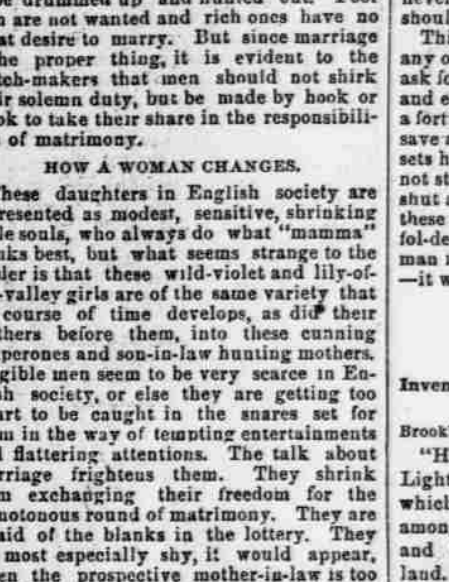 be drummed up and hunted out. Poor
n are not wanted and rich ones have no
at desire to marry. But since marriage
he proper thing, it is evident to the
tch-makers that men should not shirk
ir solemn duty, but be made by hook or
ok to take their share in the responsibili-
of matrimony.
HOW A WOMAN CHANGES.
hese daughters in English society are
resented as modest, sensitive, shrinking
le souls, who always do what "mamma"
nks best, but what seems strange to the
der is that these wild-violet and lily-of-
-valley girls are of the same variety that
course of time develops, as did their
thers before them, into these cunning
perones and son-in-law hunting mothers.
gible men seem to be very scarce in En-
sh society, or else they are getting too
art to be caught in the snares set for
m in the way of tempting entertainments
d flattering attentions. The talk about
rriage frightens them. They shrink
m exchanging their freedom for the
notonous round of matrimony. They are
aid of the blanks in the lottery. They
most especially shy, it would appear,
en the prospective mother-in-law is too
shoul
Thi
any o
ask fo
and e
a fort
save a
sets h
not st
shut a
these
fol-de
man n
—it w
Inven
Brook
"H
Light
which
amon
and
land.